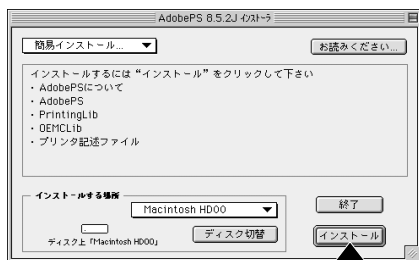 AdobePS 8.5.2J インストーラ
簡易インストール...
お読みください...
インストールするには“インストール”をクリックして下さい
・AdobePSについて
・AdobePS
・PrintingLib
・OEMCLib
・プリンタ記述ファイル
インストールする場所
Macintosh HD00
終了
ディスク上「Macintosh HD00」
ディスク切替
インストール